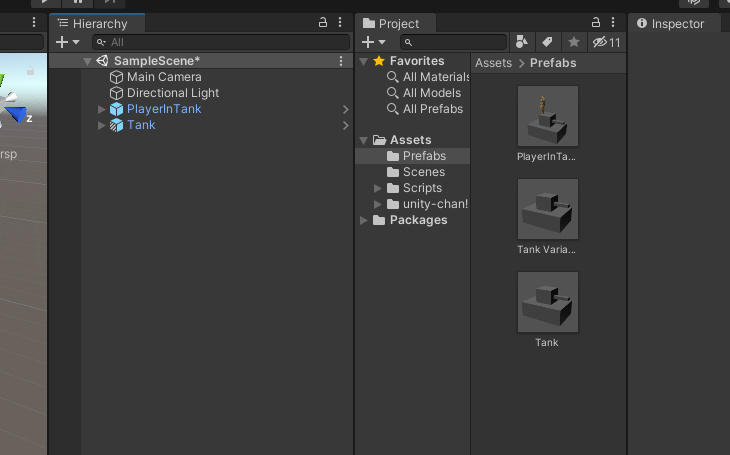 Hierarchy
All
SampleScene*
Main Camera
Directional Light
PlayerInTank
Tank
z
rsp
Project
11
Favorites
All Materials
All Models
All Prefabs
Assets
Prefabs
Scenes
Scripts
unity-chan!
Packages
Assets > Prefabs
PlayerInTa...
Tank Varia...
Tank
Inspector